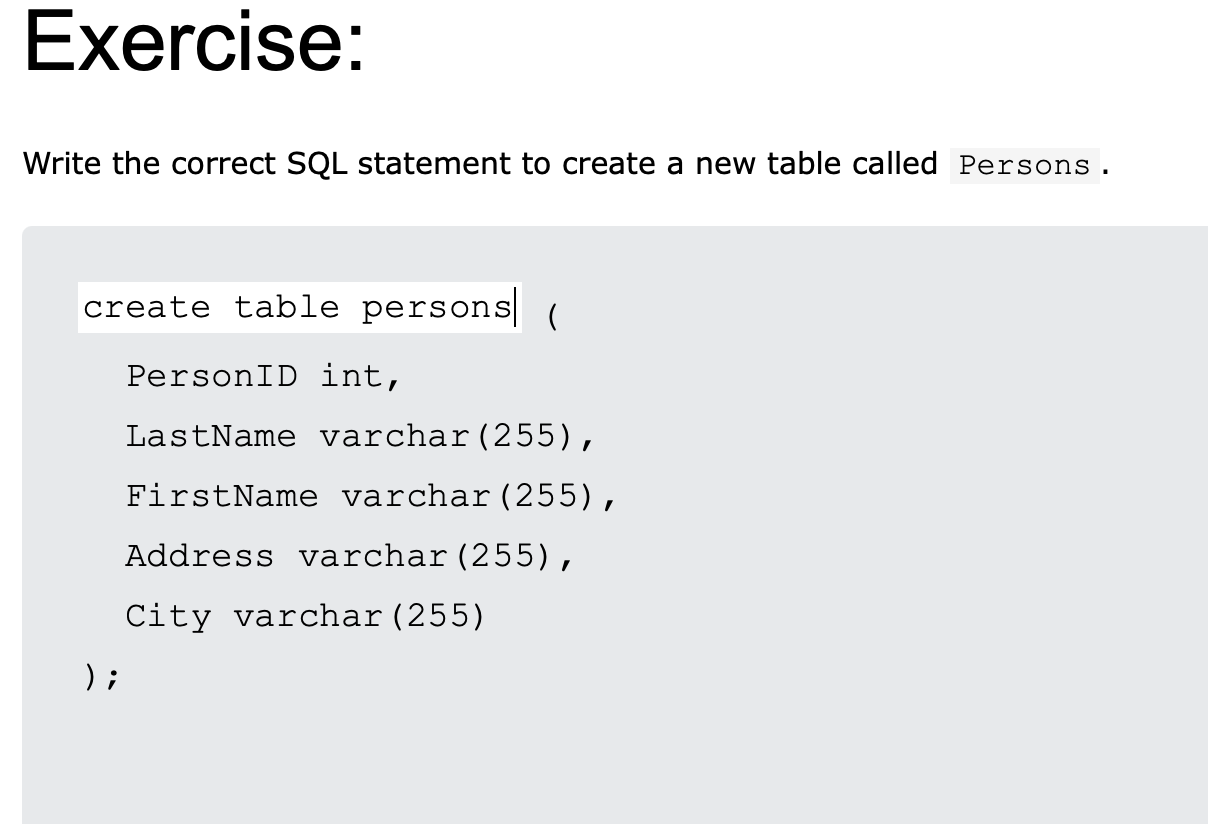 Exercise:
Write the correct SQL statement to create a new table called Persons.
create table persons (
PersonID int,
LastName varchar(255),
FirstName varchar(255),
Address varchar(255),
City varchar(255)
);